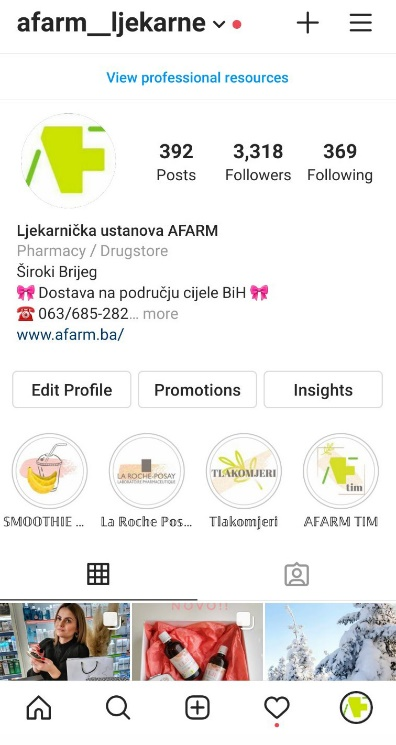 afarm__ljekarne
View professional resources
392 3,318 369
Posts Followers Following
Ljekarnička ustanova AFARM
Pharmacy / Drugstore
Široki Brijeg
🎀 Dostava na području cijele BiH 🎀
☎️ 063/685-282... more
www.afarm.ba/
Edit Profile Promotions Insights
LA ROCHE-POSAY
LABORATOIRE PHARMACEUTIQUE
TLAKOMJERI
tim
SMOOTHIE ... La Roche Pos... Tlakomjeri AFARM TIM
NOVO!!